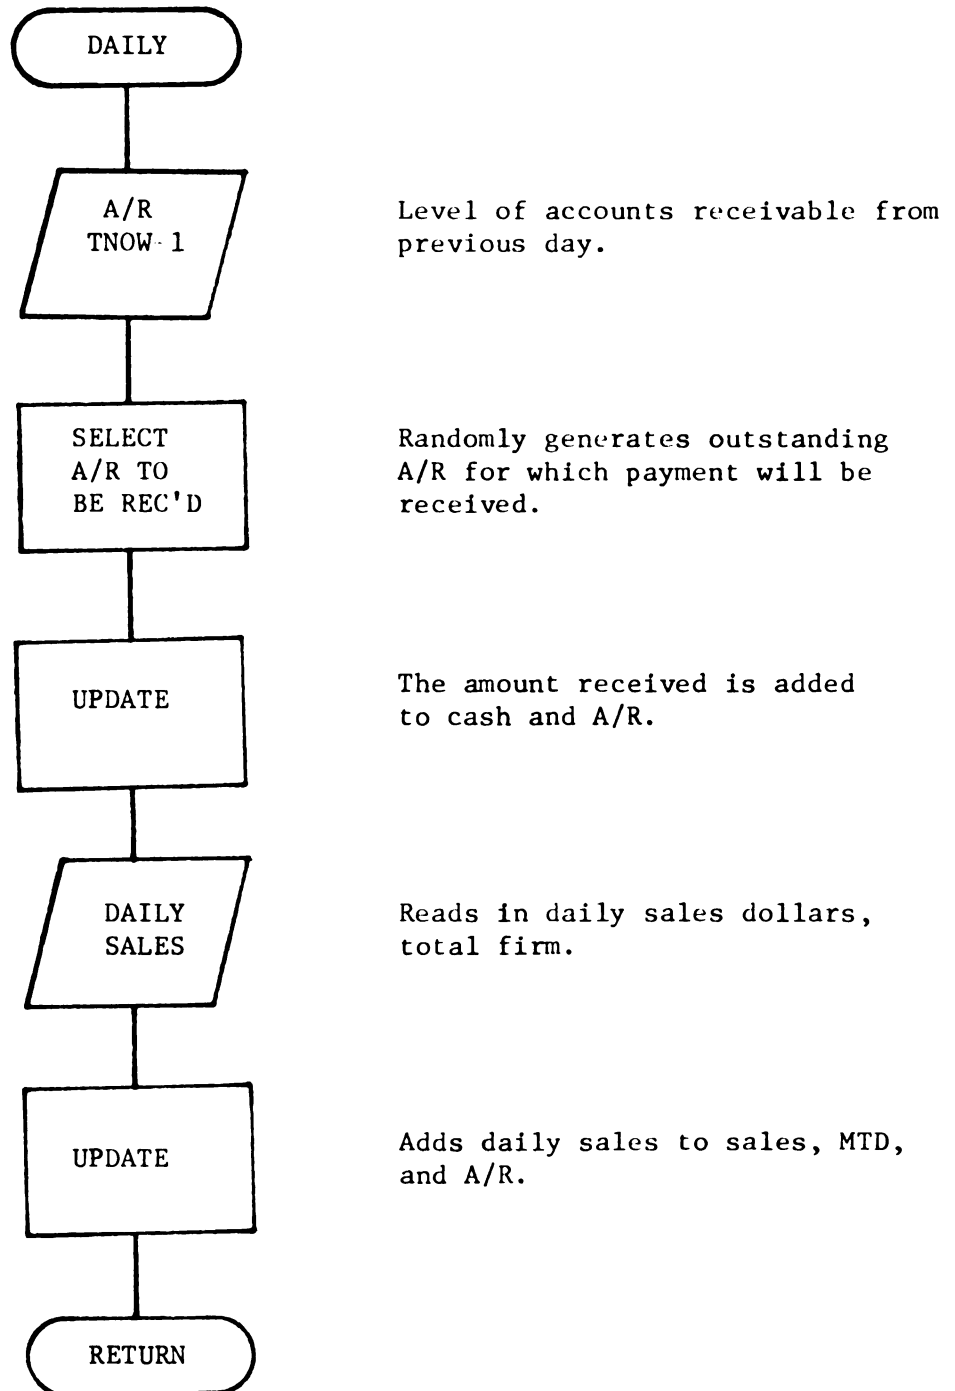 DAILY
A/R
TNOW-1
Level of accounts receivable from
previous day.
SELECT
A/R TO
BE REC'D
Randomly generates outstanding
A/R for which payment will be
received.
UPDATE
The amount received is added
to cash and A/R.
DAILY
SALES
Reads in daily sales dollars,
total firm.
UPDATE
Adds daily sales to sales, MTD,
and A/R.
RETURN